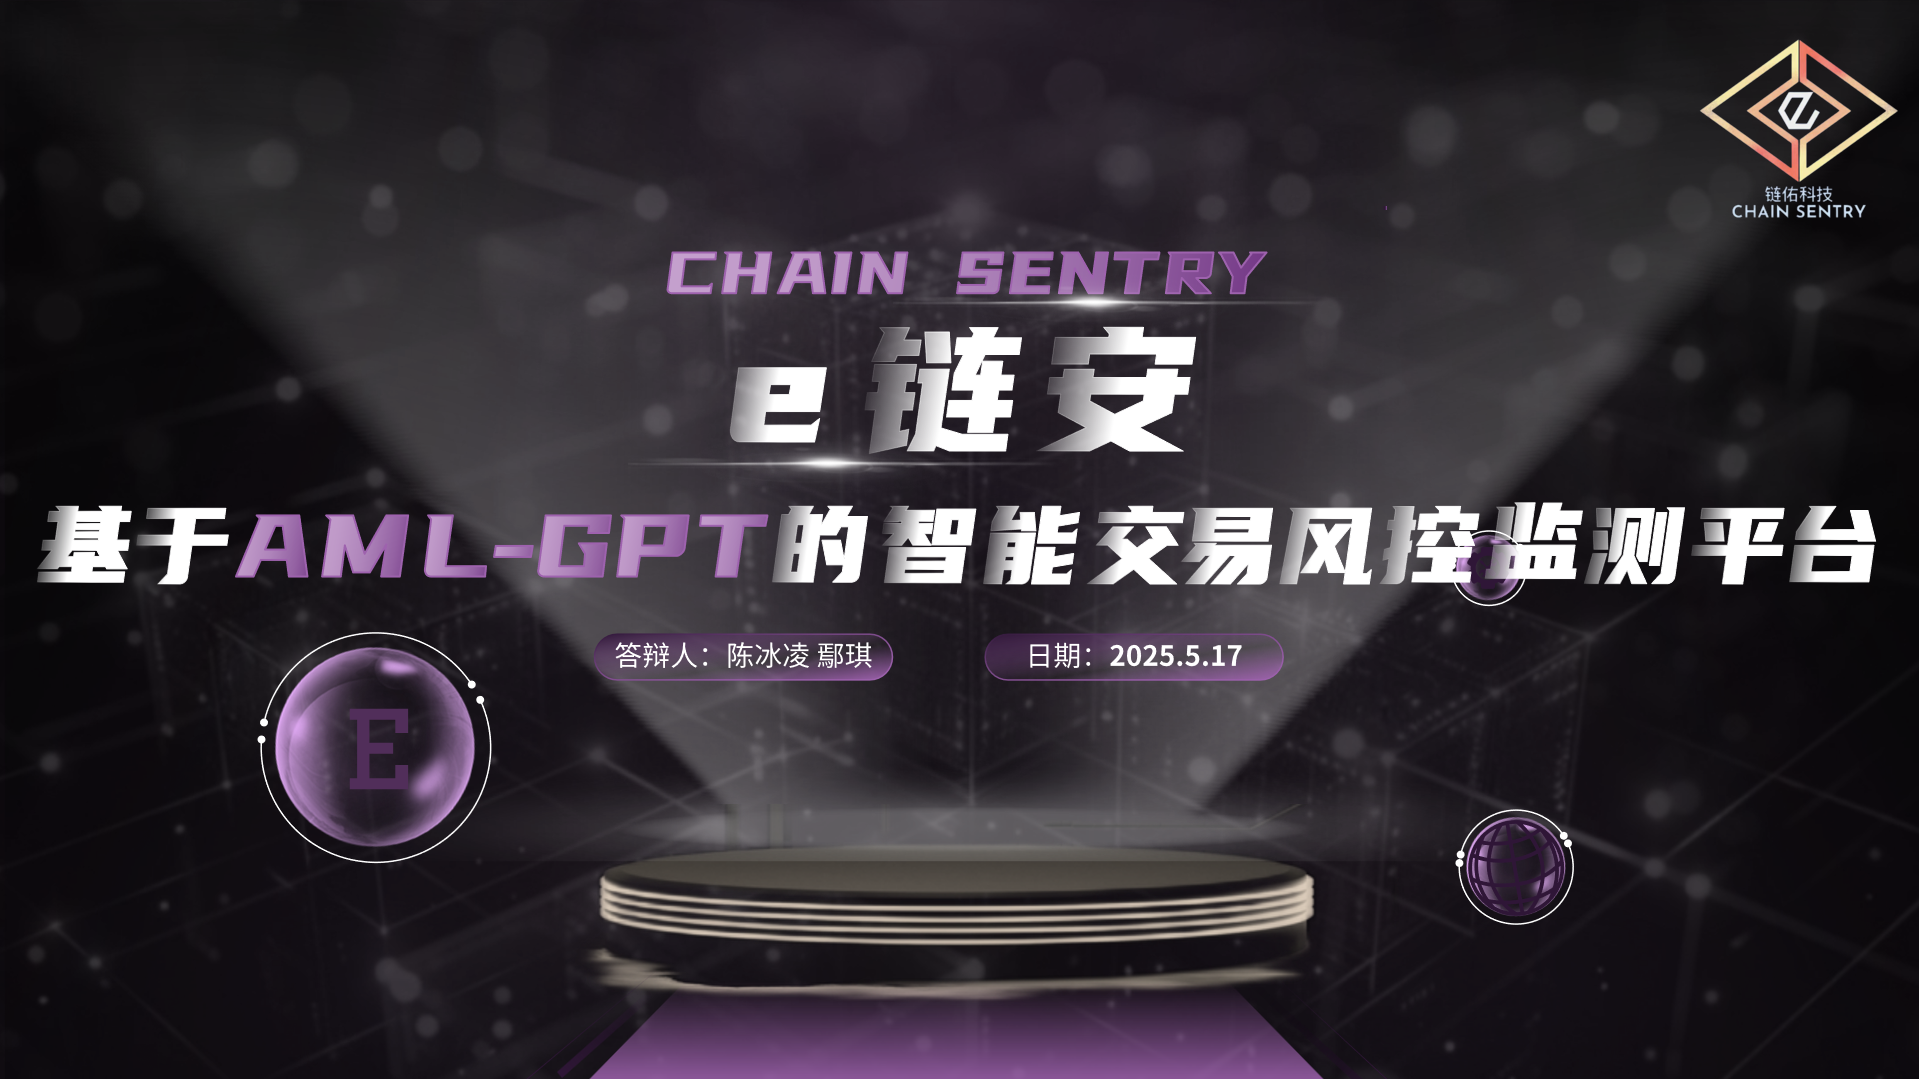 链佑科技
CHAIN SENTRY
CHAIN SENTRY
e链安
基于AML-GPT的智能交易风控监测平台
答辩人：陈冰凌 鄢琪
日期：2025.5.17
E